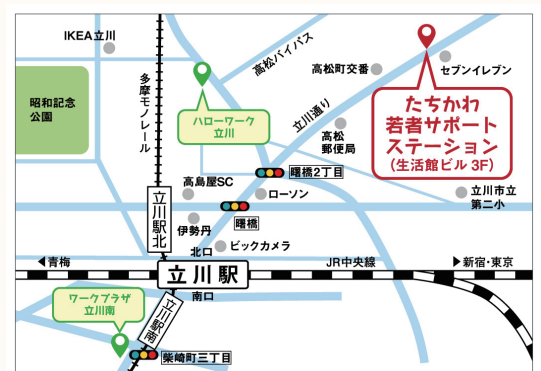 IKEA立川
多摩モノレール
昭和記念
公園
高松バイパス
高松町交番
セブンイレブン
たちかわ
若者サポート
ステーション
(生活館ビル 3F)
ハローワーク
立川
立川通り
高松
郵便局
曙橋2丁目
高島屋SC
ローソン
立川市立
第二小
立川駅北
伊勢丹
曙橋
北口
ビックカメラ
青梅
立川駅
JR中央線
新宿・東京
南口
ワークプラザ
立川南
立川駅南
柴崎町三丁目